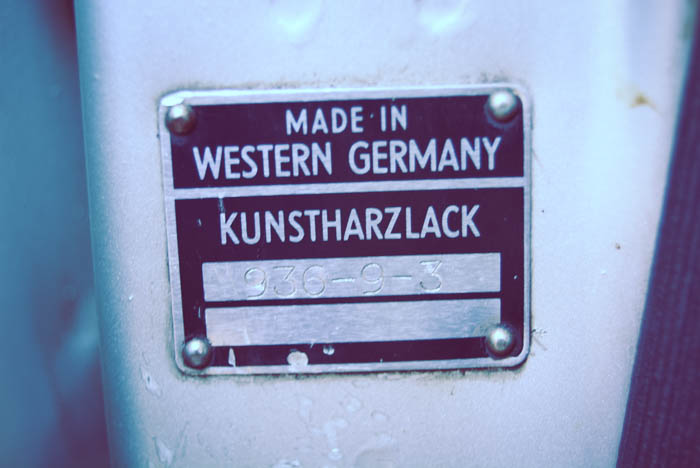 MADE IN
WESTERN GERMANY
KUNSTHARZLACK
936-9-3